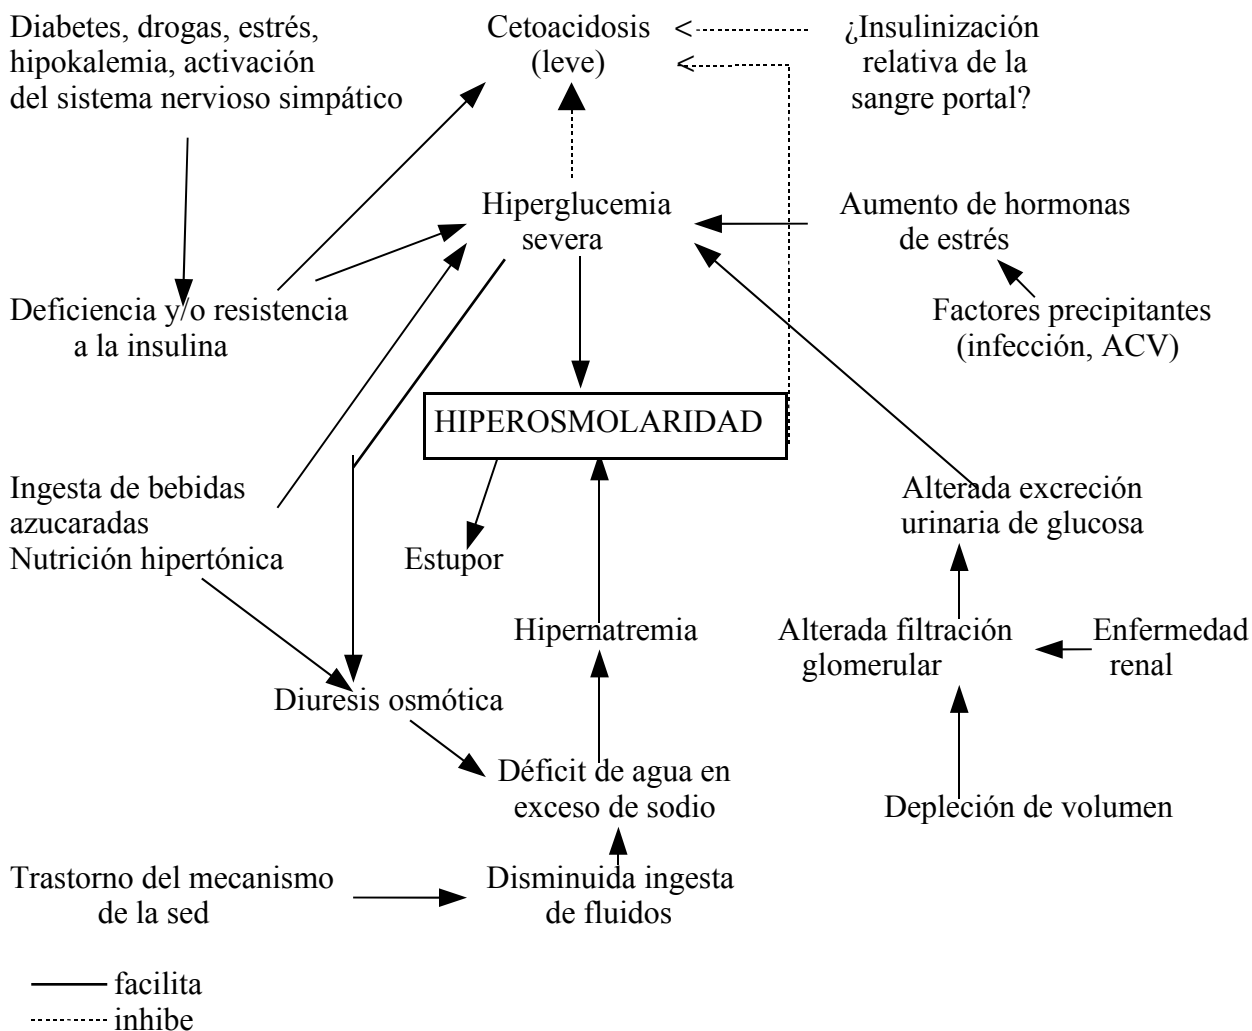 Diabetes, drogas, estrés,
hipokalemia, activación
del sistema nervioso simpático
Cetoacidosis
(leve)
¿Insulinización
relativa de la
sangre portal?
Hiperglucemia
severa
Aumento de hormonas
de estrés
Deficiencia y/o resistencia
a la insulina
Factores precipitantes
(infección, ACV)
HIPEROSMOLARIDAD
Ingesta de bebidas
azucaradas
Nutrición hipertónica
Estupor
Alterada excreción
urinaria de glucosa
Hipernatremia
Alterada filtración
glomerular
Enfermedad
renal
Diuresis osmótica
Déficit de agua en
exceso de sodio
Depleción de volumen
Trastorno del mecanismo
de la sed
Disminuida ingesta
de fluidos
facilita
inhibe